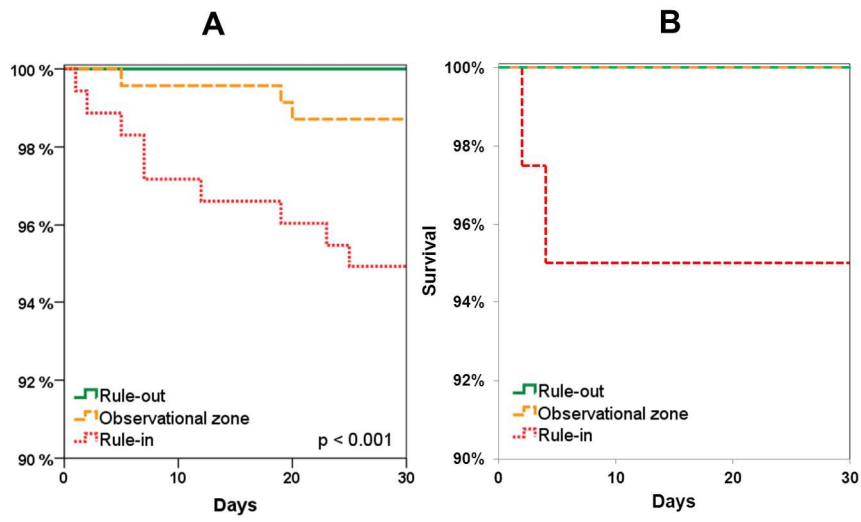 A
100 %
98 %
96 %
94 %
92 %
90 %
Rule-out
Observational zone
Rule-in
p < 0.001
0
10
20
30
Days
B
Survival
100%
98%
96%
94%
92%
90%
Rule-out
Observational zone
Rule-in
0
10
20
30
Days